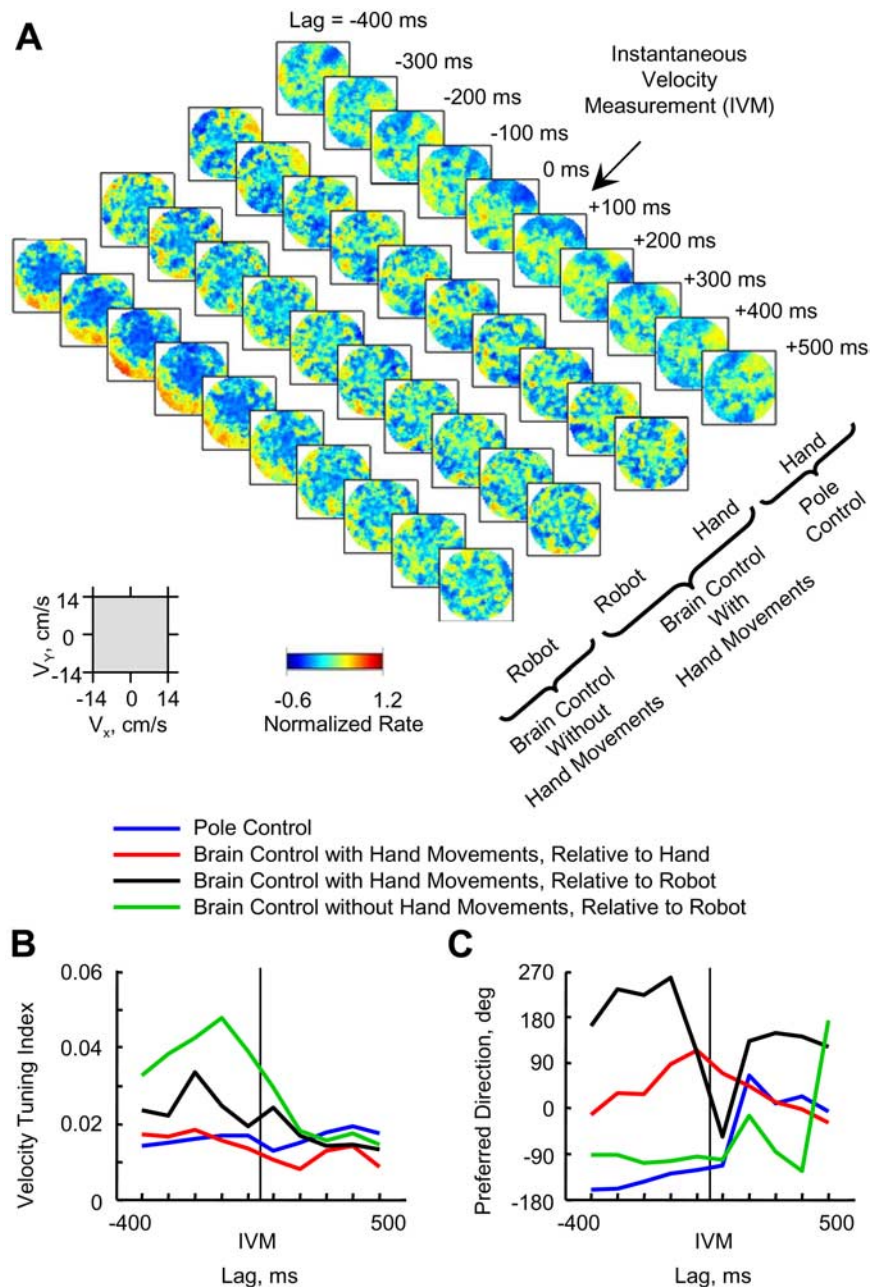 A
Lag = -400 ms
-300 ms
-200 ms
-100 ms
0 ms
+100 ms
+200 ms
+300 ms
+400 ms
+500 ms
Instantaneous
Velocity
Measurement (IVM)
Hand
Pole
Control
Hand
Robot
Brain Control
With
Hand Movements
Robot
Brain Control
Without
Hand Movements
14
0
-14
V_Y, cm/s
-14 0 14
V_x, cm/s
-0.6 1.2
Normalized Rate
Pole Control
Brain Control with Hand Movements, Relative to Hand
Brain Control with Hand Movements, Relative to Robot
Brain Control without Hand Movements, Relative to Robot
B
Velocity Tuning Index
0.06
0.04
0.02
0
-400 500
IVM
Lag, ms
C
Preferred Direction, deg
270
180
90
0
-90
-180
-400 500
IVM
Lag, ms